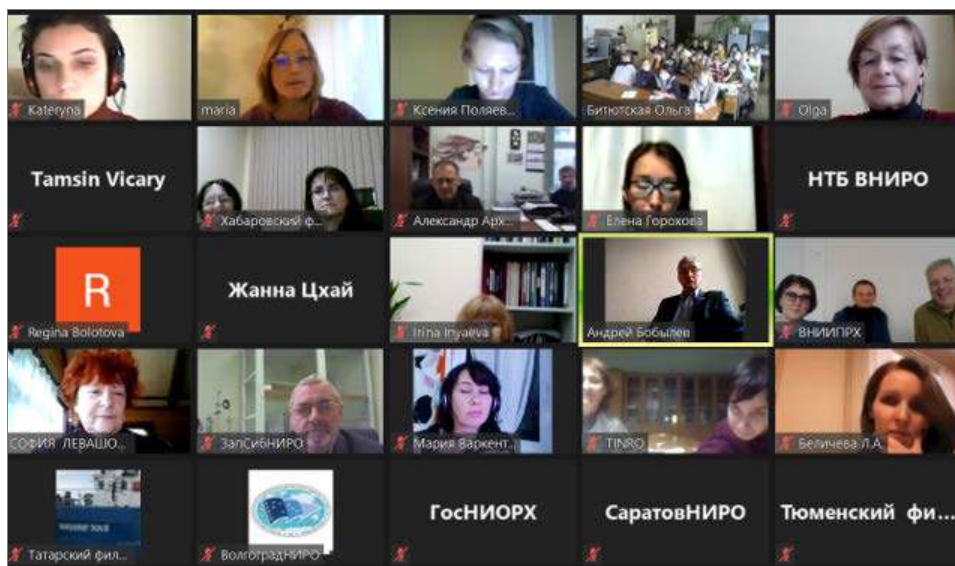 Kateryna
maria
Ксения Поляев...
Битютская Ольга
Olga
Tamsin Vicary
Хабаровский ф...
Александр Арх...
Елена Горохова
НТБ ВНИРО
R
Regina Bolotova
Жанна Цхай
Irina Inyaeva
Андрей Бобылев
ВНИИПРХ
СОФИЯ ЛЕВАШО...
ЗапСибНИРО
Мария Варкент...
TINRO
Беличева Л.А.
Татарский фил...
ВолгоградНИРО
ГосНИОРХ
СаратовНИРО
Тюменский фи...